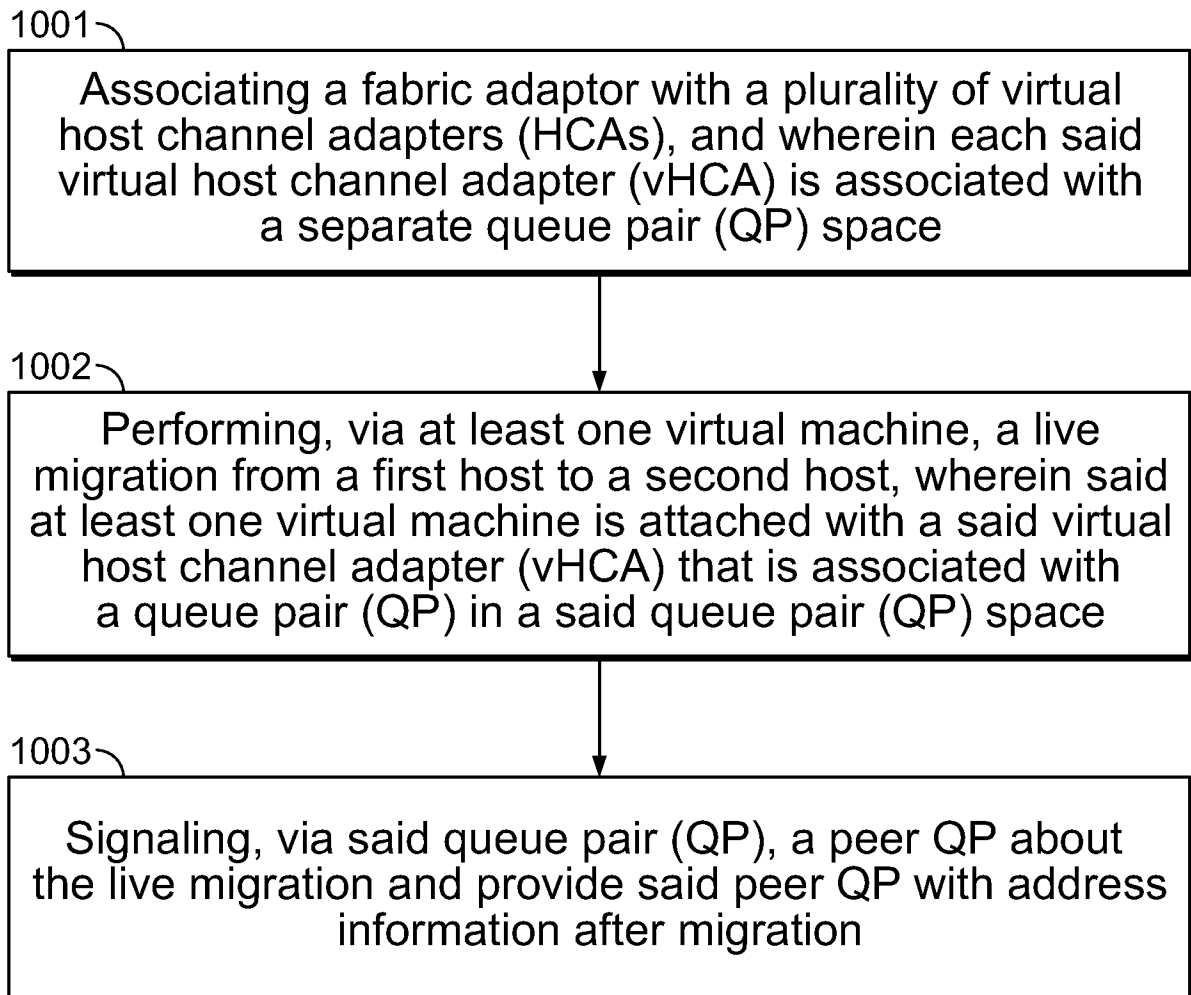 1001
Associating a fabric adaptor with a plurality of virtual
host channel adapters (HCAs), and wherein each said
virtual host channel adapter (vHCA) is associated with
a separate queue pair (QP) space
1002
Performing, via at least one virtual machine, a live
migration from a first host to a second host, wherein said
at least one virtual machine is attached with a said virtual
host channel adapter (vHCA) that is associated with
a queue pair (QP) in a said queue pair (QP) space
1003
Signaling, via said queue pair (QP), a peer QP about
the live migration and provide said peer QP with address
information after migration